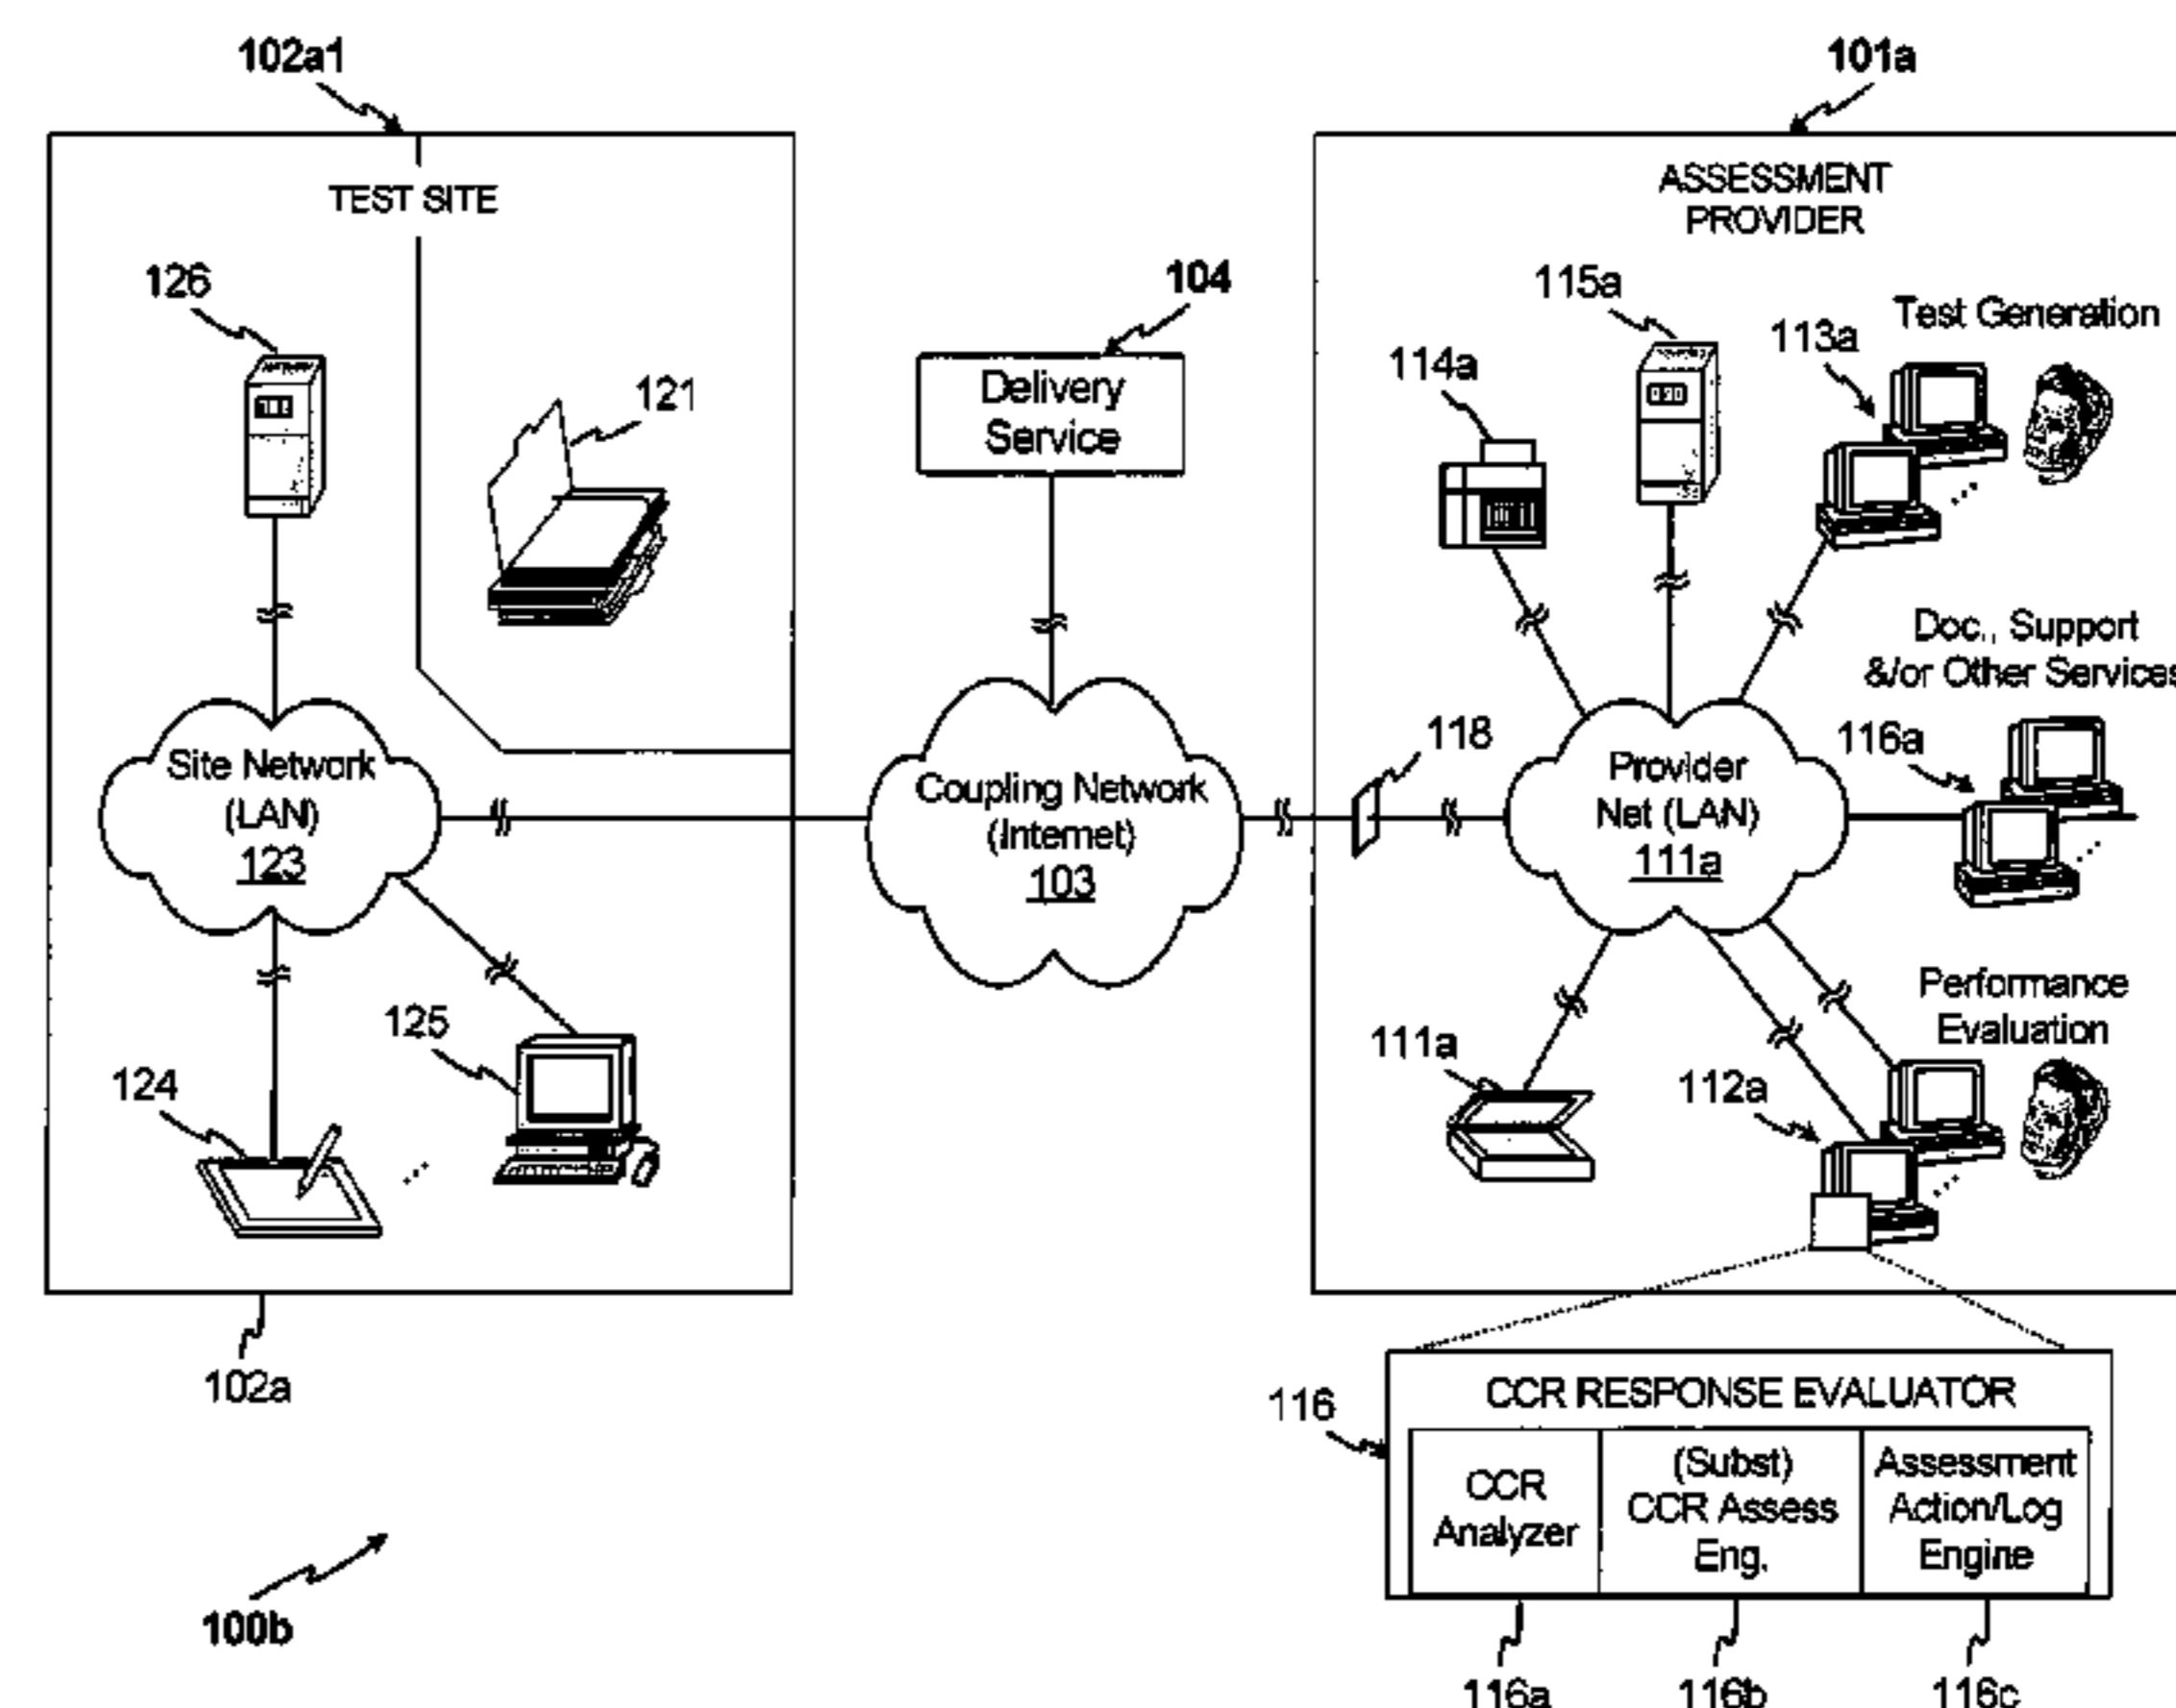 102a1
101a
TEST SITE
ASSESSMENT
PROVIDER
126
121
104
Delivery
Service
115a
114a
113a
Test Generation
Doc., Support
&/or Other Services
116a
118
Site Network
(LAN)
123
Coupling Network
(Internet)
103
Provider
Net (LAN)
111a
Performance
Evaluation
125
124
111a
112a
102a
116
CCR RESPONSE EVALUATOR
CCR
Analyzer
(Subst)
CCR Assess
Eng.
Assessment
Action/Log
Engine
100b
116a
116b
116c